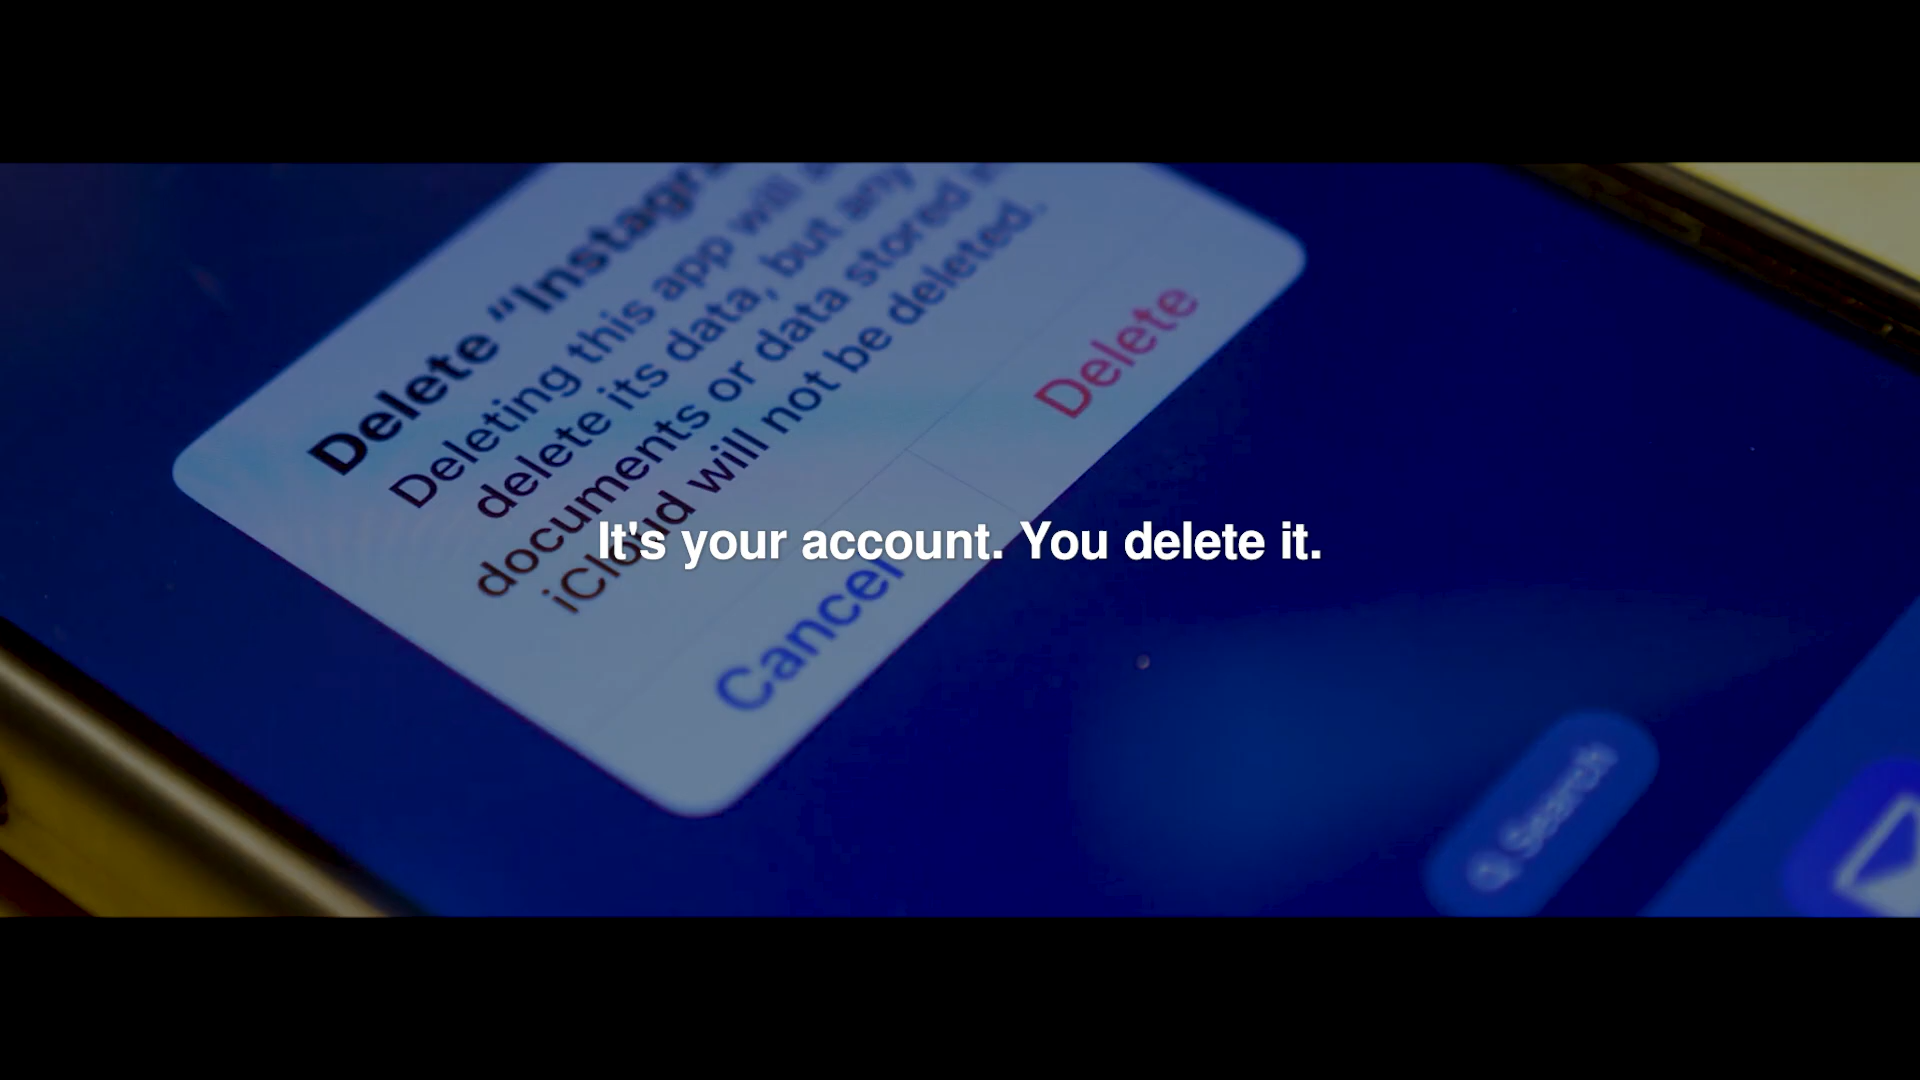 Delete "Instagr
Deleting this app will
delete its data, but any
documents or data stored
iCloud will not be deleted.
Delete
Cancel
It's your account. You delete it.
Search